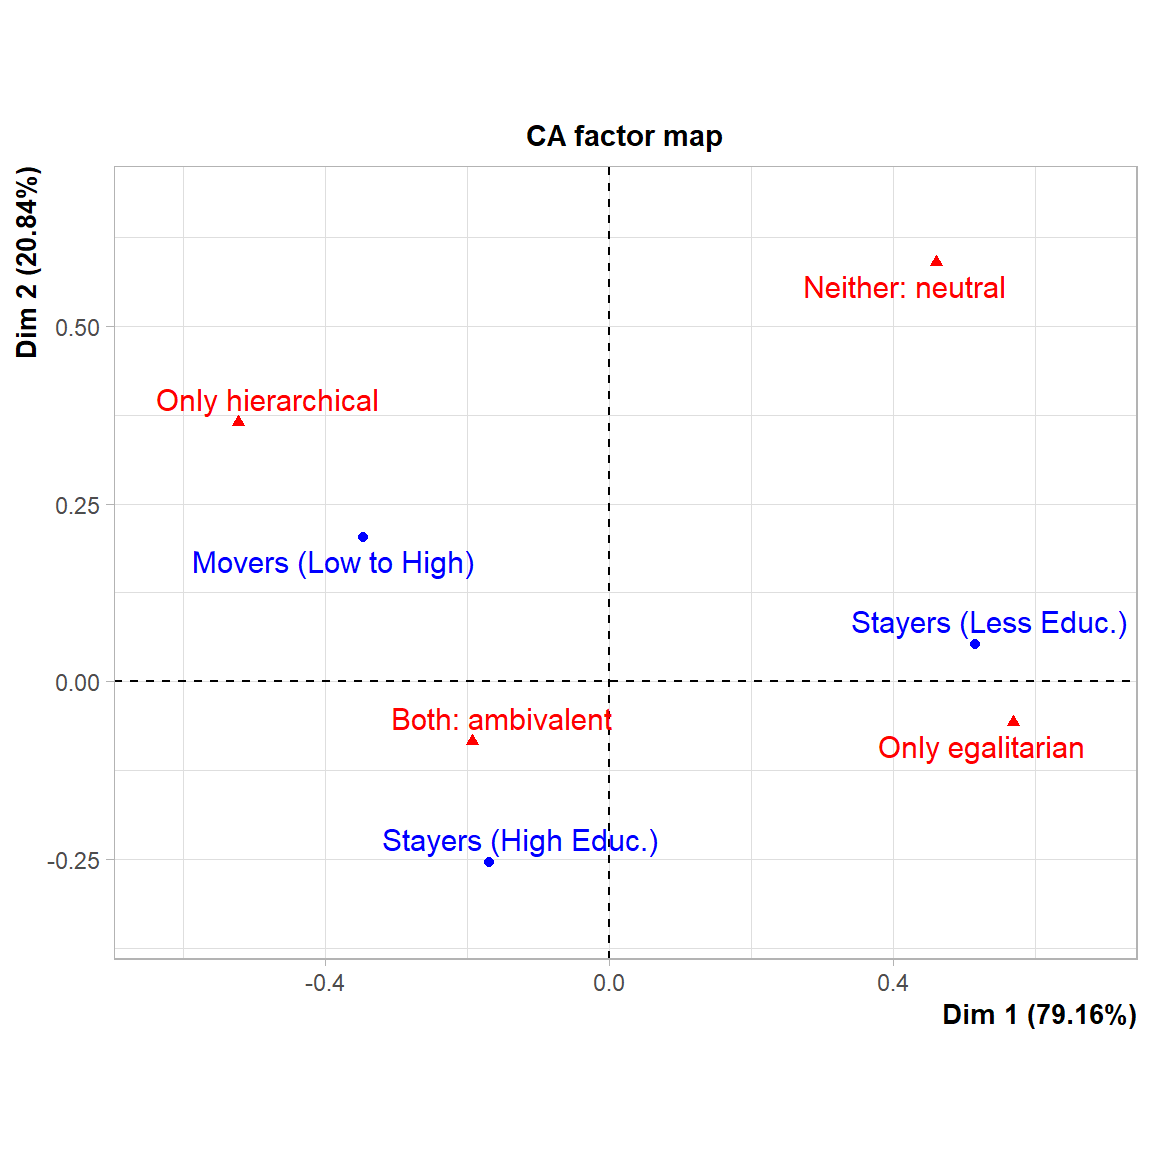 CA factor map
Dim 2 (20.84%)
Neither: neutral
0.50
Only hierarchical
0.25
Movers (Low to High)
Stayers (Less Educ.)
0.00
Both: ambivalent
Only egalitarian
Stayers (High Educ.)
-0.25
-0.4
0.0
0.4
Dim 1 (79.16%)